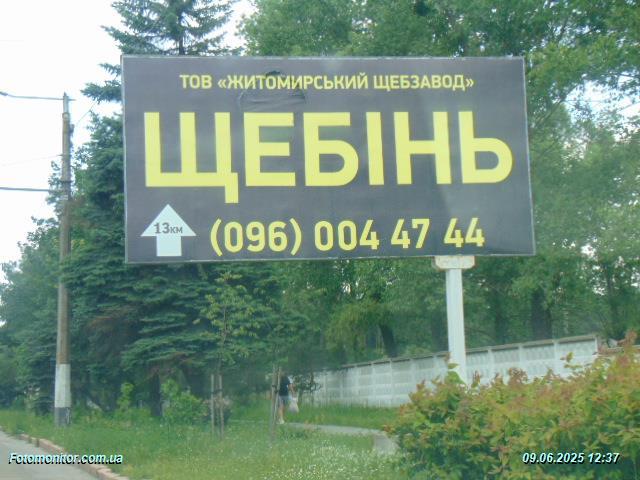 ТОВ «ЖИТОМИРСЬКИЙ ЩЕБЗАВОД»
ЩЕБІНЬ
13км
(096) 004 47 44
Fotomonitor.com.ua
09.06.2025 12:37